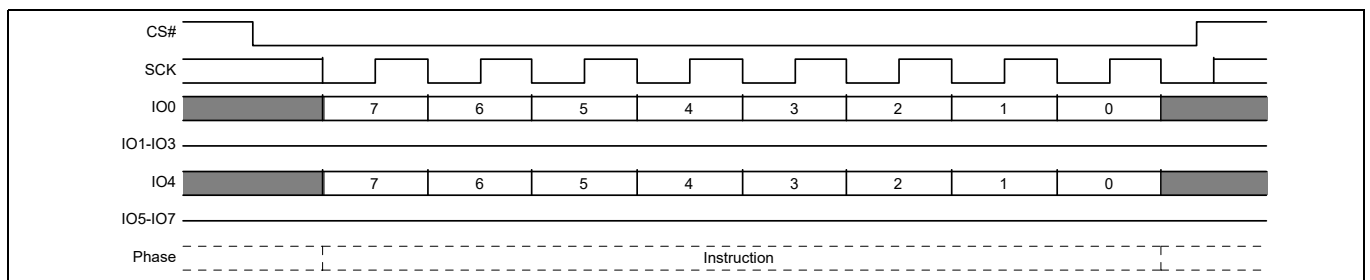 CS#
SCK
IO0 7 6 5 4 3 2 1 0
IO1-IO3
IO4 7 6 5 4 3 2 1 0
IO5-IO7
Phase Instruction